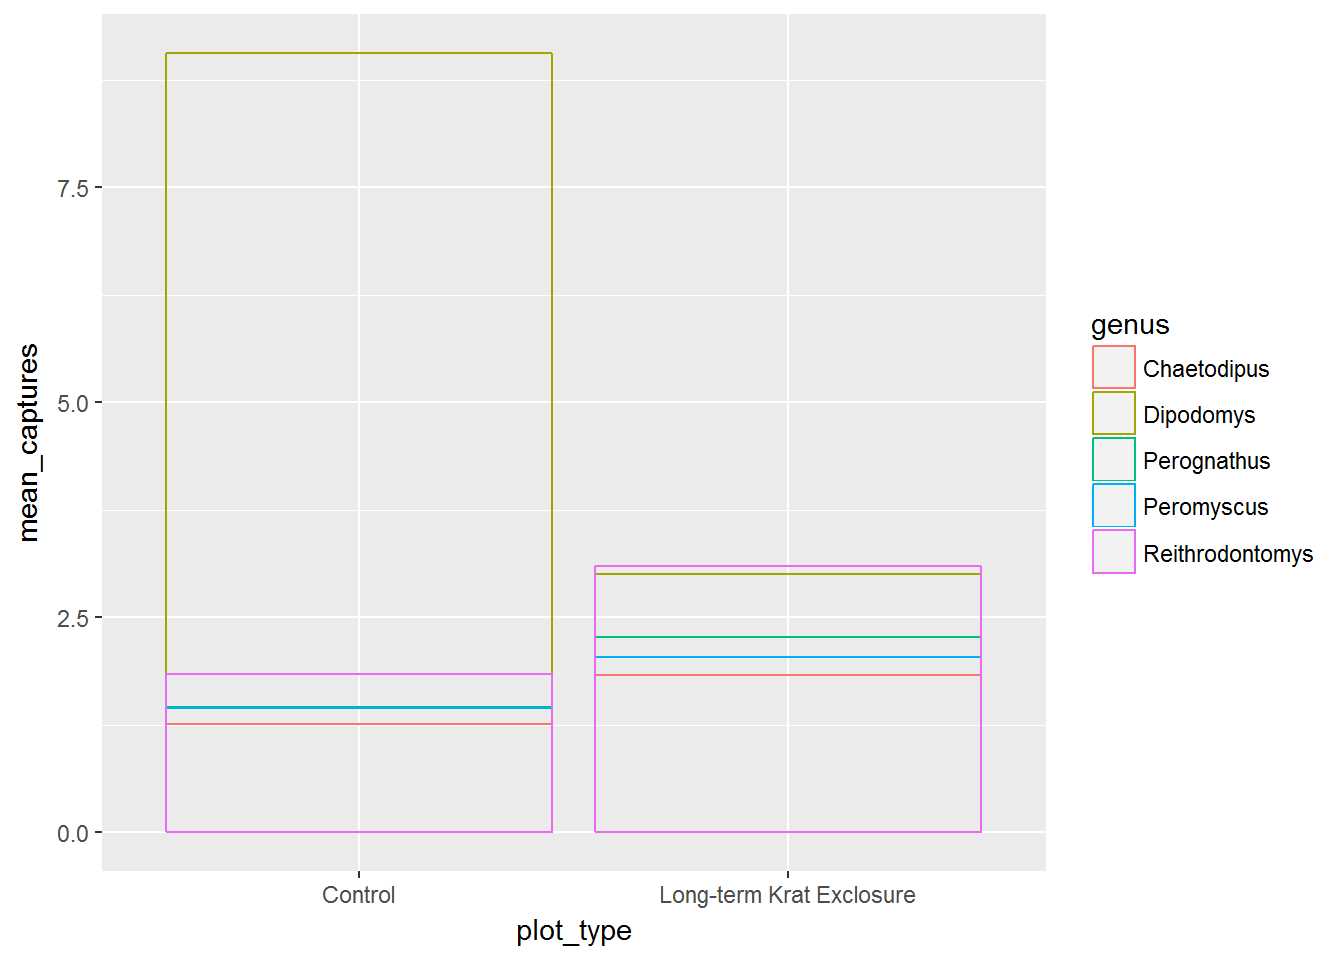 mean_captures
7.5
5.0
2.5
0.0
Control
Long-term Krat Exclosure
plot_type
genus
Chaetodipus
Dipodomys
Perognathus
Peromyscus
Reithrodontomys